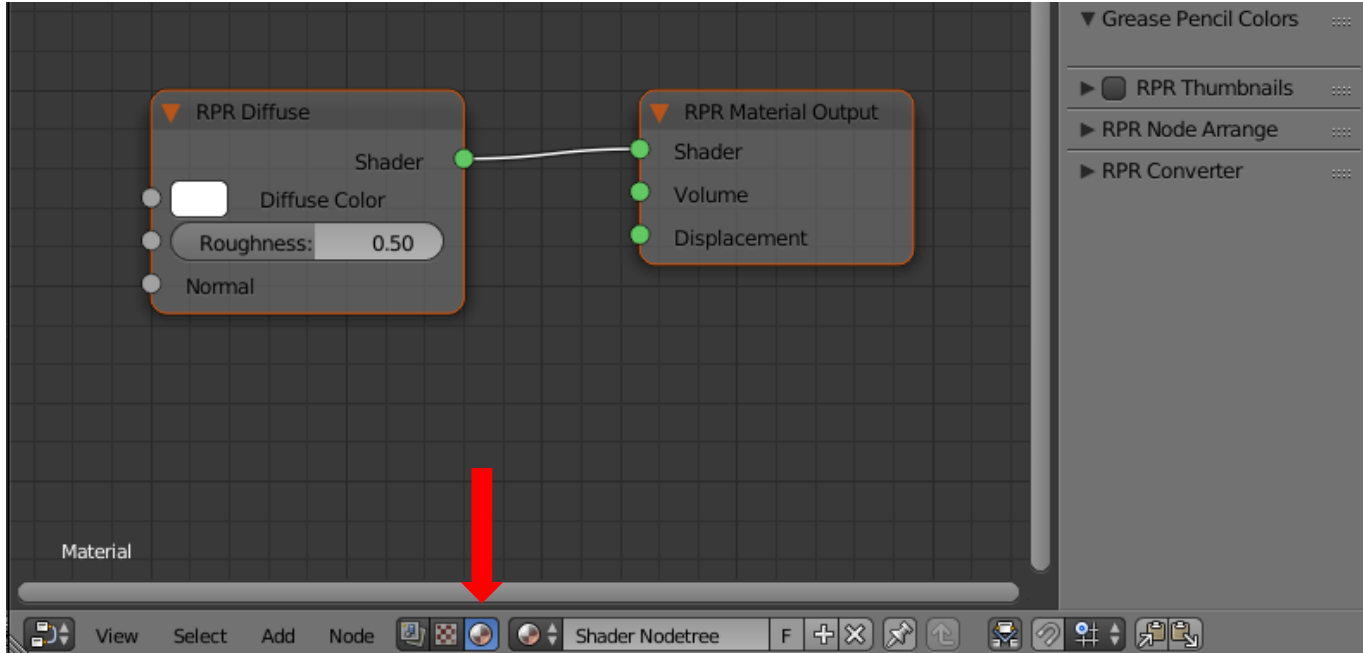 Grease Pencil Colors
RPR Thumbnails
RPR Node Arrange
RPR Converter
RPR Diffuse
Shader
Diffuse Color
Roughness: 0.50
Normal
RPR Material Output
Shader
Volume
Displacement
Material
View Select Add Node Shader Nodetree F